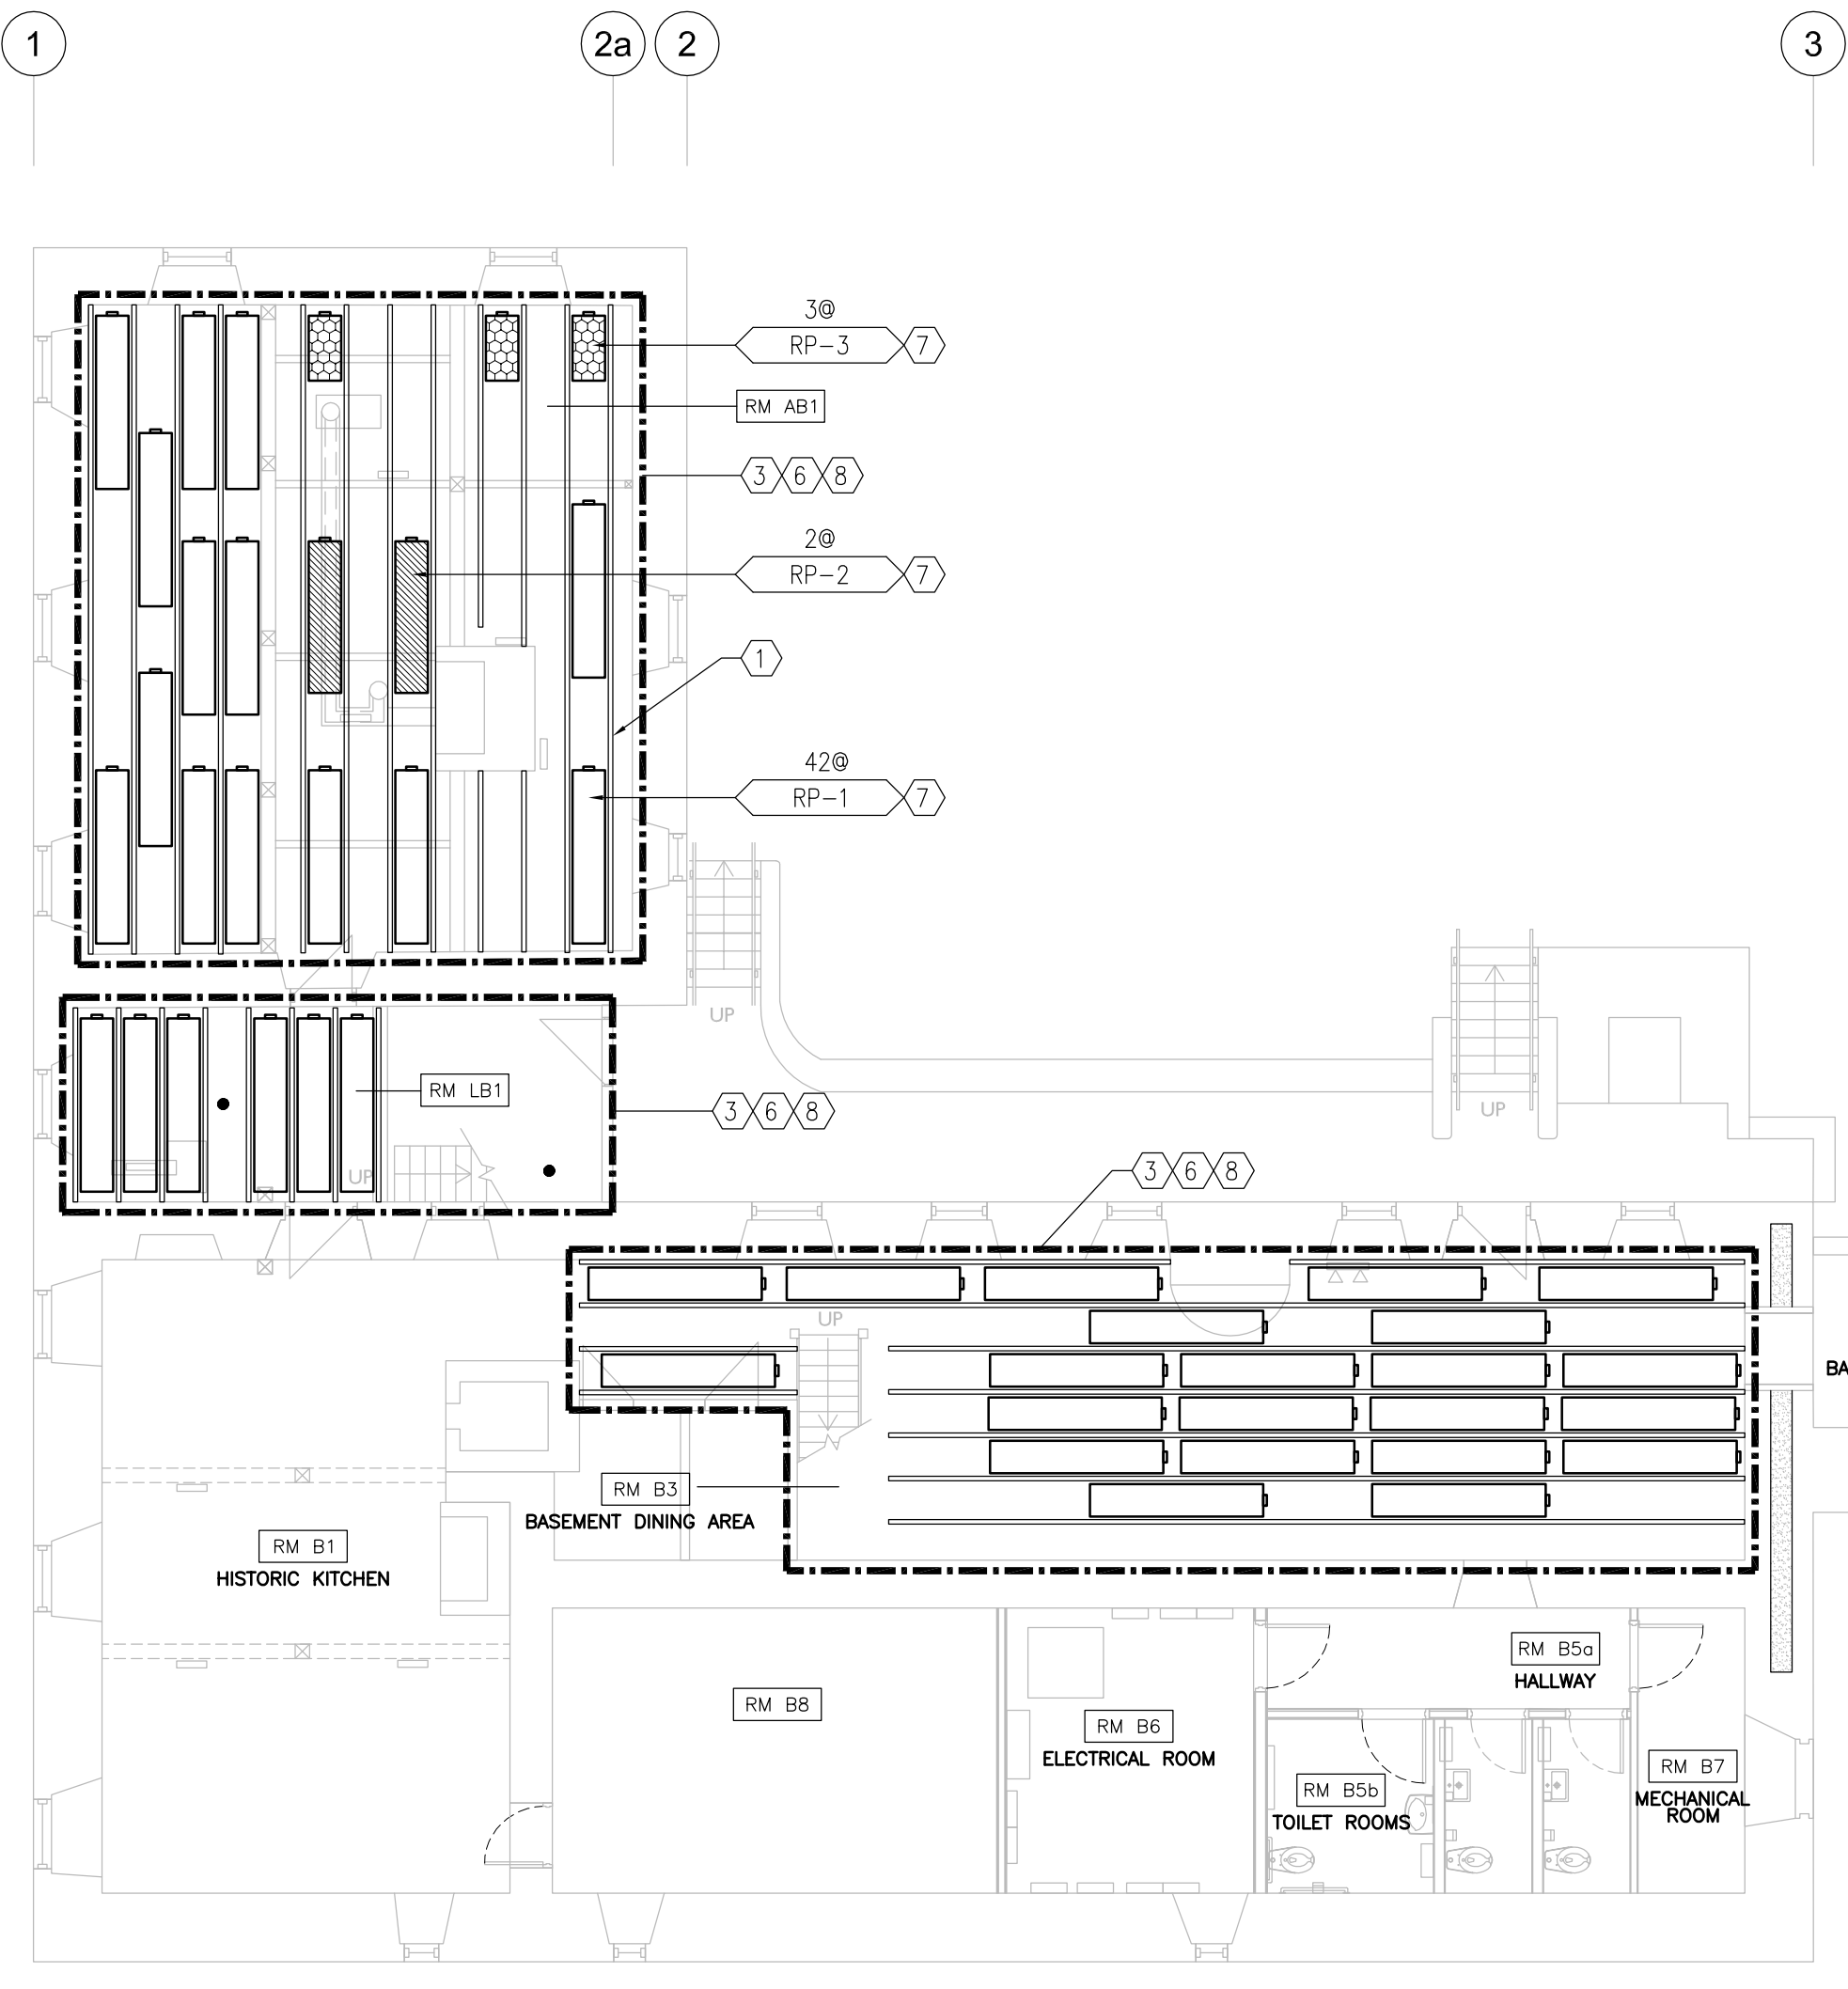 1
2a
2
3
3@
RP-3
7
RM AB1
3 6 8
2@
RP-2
7
1
42@
RP-1
7
UP
RM LB1
3 6 8
UP
UP
3 6 8
UP
BA
RM B3
BASEMENT DINING AREA
RM B1
HISTORIC KITCHEN
RM B8
RM B6
ELECTRICAL ROOM
RM B5a
HALLWAY
RM B5b
TOILET ROOMS
RM B7
MECHANICAL
ROOM